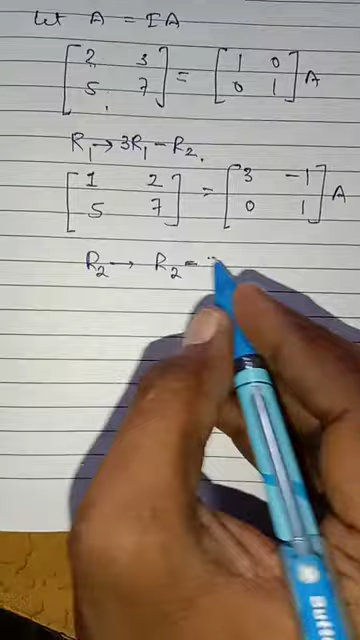 Let A = IA
[2 3
5 7] = [1 0
0 1] A
R₁ → 3R₁ - R₂.
[1 2
5 7] = [3 -1
0 1] A
R₂ → R₂ -